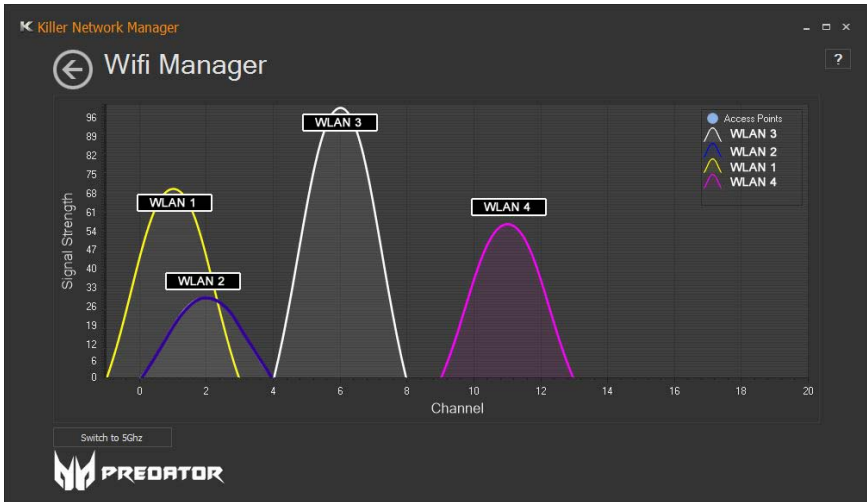 K Killer Network Manager
Wifi Manager
?
96
89
82
75
68
61
54
47
40
33
26
19
12
6
0
Signal Strength
WLAN 1
WLAN 2
WLAN 3
WLAN 4
Access Points
WLAN 3
WLAN 2
WLAN 1
WLAN 4
0 2 4 6 8 10 12 14 16 18 20
Channel
Switch to 5Ghz
PREDATOR